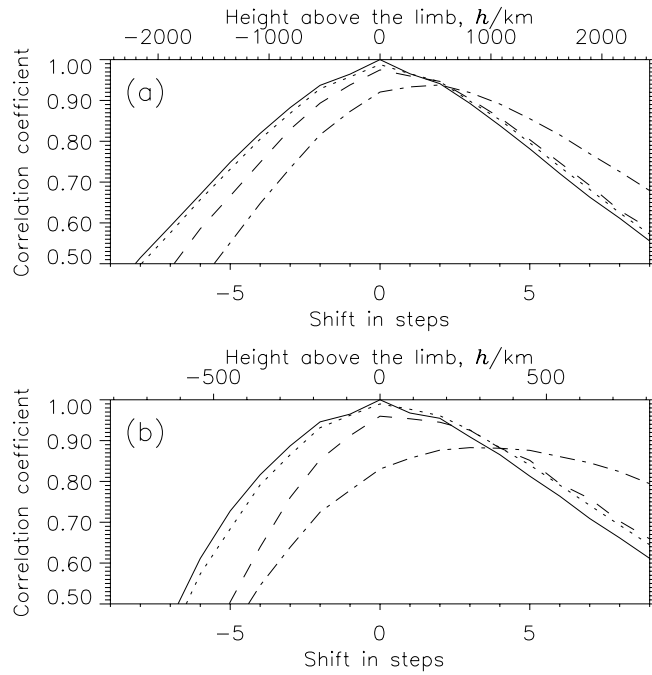 Height above the limb, h/km
−2000 −1000 0 1000 2000
1.00
(a)
0.90
0.80
0.70
0.60
0.50
Correlation coefficient
−5 0 5
Shift in steps
Height above the limb, h/km
−500 0 500
1.00
(b)
0.90
0.80
0.70
0.60
0.50
Correlation coefficient
−5 0 5
Shift in steps